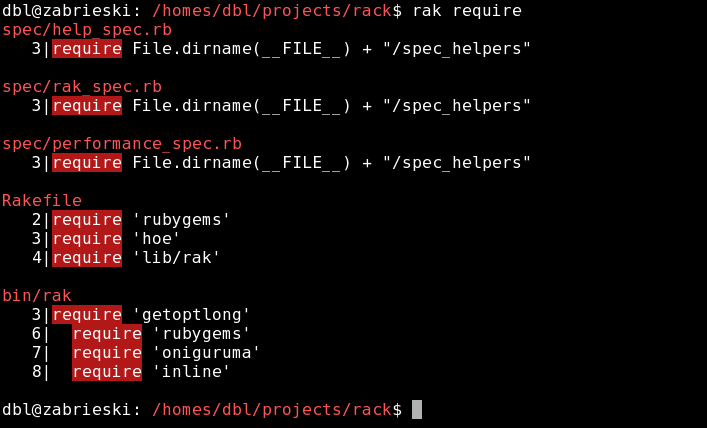 dbl@zabrieski: /homes/dbl/projects/rack$ rak require
spec/help_spec.rb
   3|require File.dirname(__FILE__) + "/spec_helpers"

spec/rak_spec.rb
   3|require File.dirname(__FILE__) + "/spec_helpers"

spec/performance_spec.rb
   3|require File.dirname(__FILE__) + "/spec_helpers"

Rakefile
   2|require 'rubygems'
   3|require 'hoe'
   4|require 'lib/rak'

bin/rak
   3|require 'getoptlong'
   6|  require 'rubygems'
   7|  require 'oniguruma'
   8|  require 'inline'

dbl@zabrieski: /homes/dbl/projects/rack$